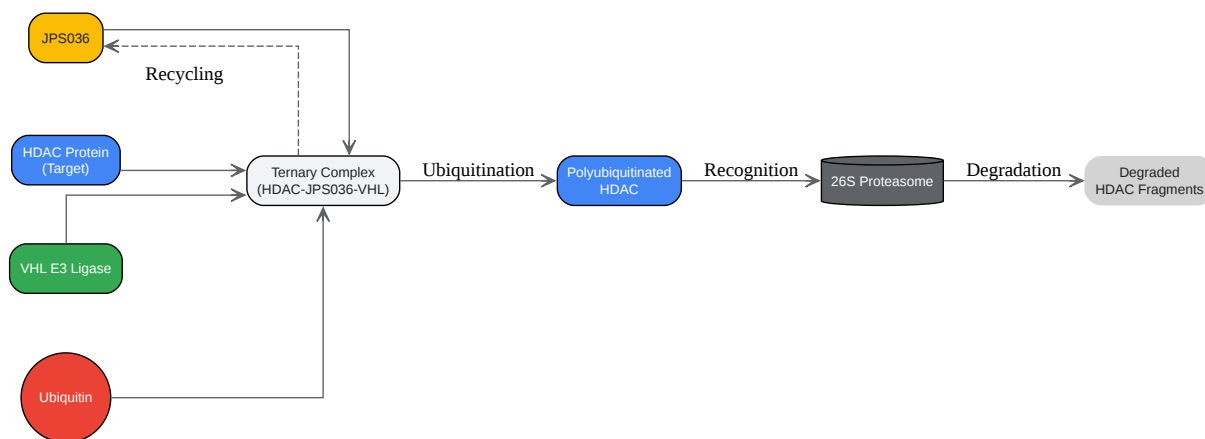 JPS036
Recycling
HDAC Protein
(Target)
Ternary Complex
(HDAC-JPS036-VHL)
Ubiquitination
Polyubiquitinated
HDAC
Recognition
26S Proteasome
Degradation
Degraded
HDAC Fragments
VHL E3 Ligase
Ubiquitin